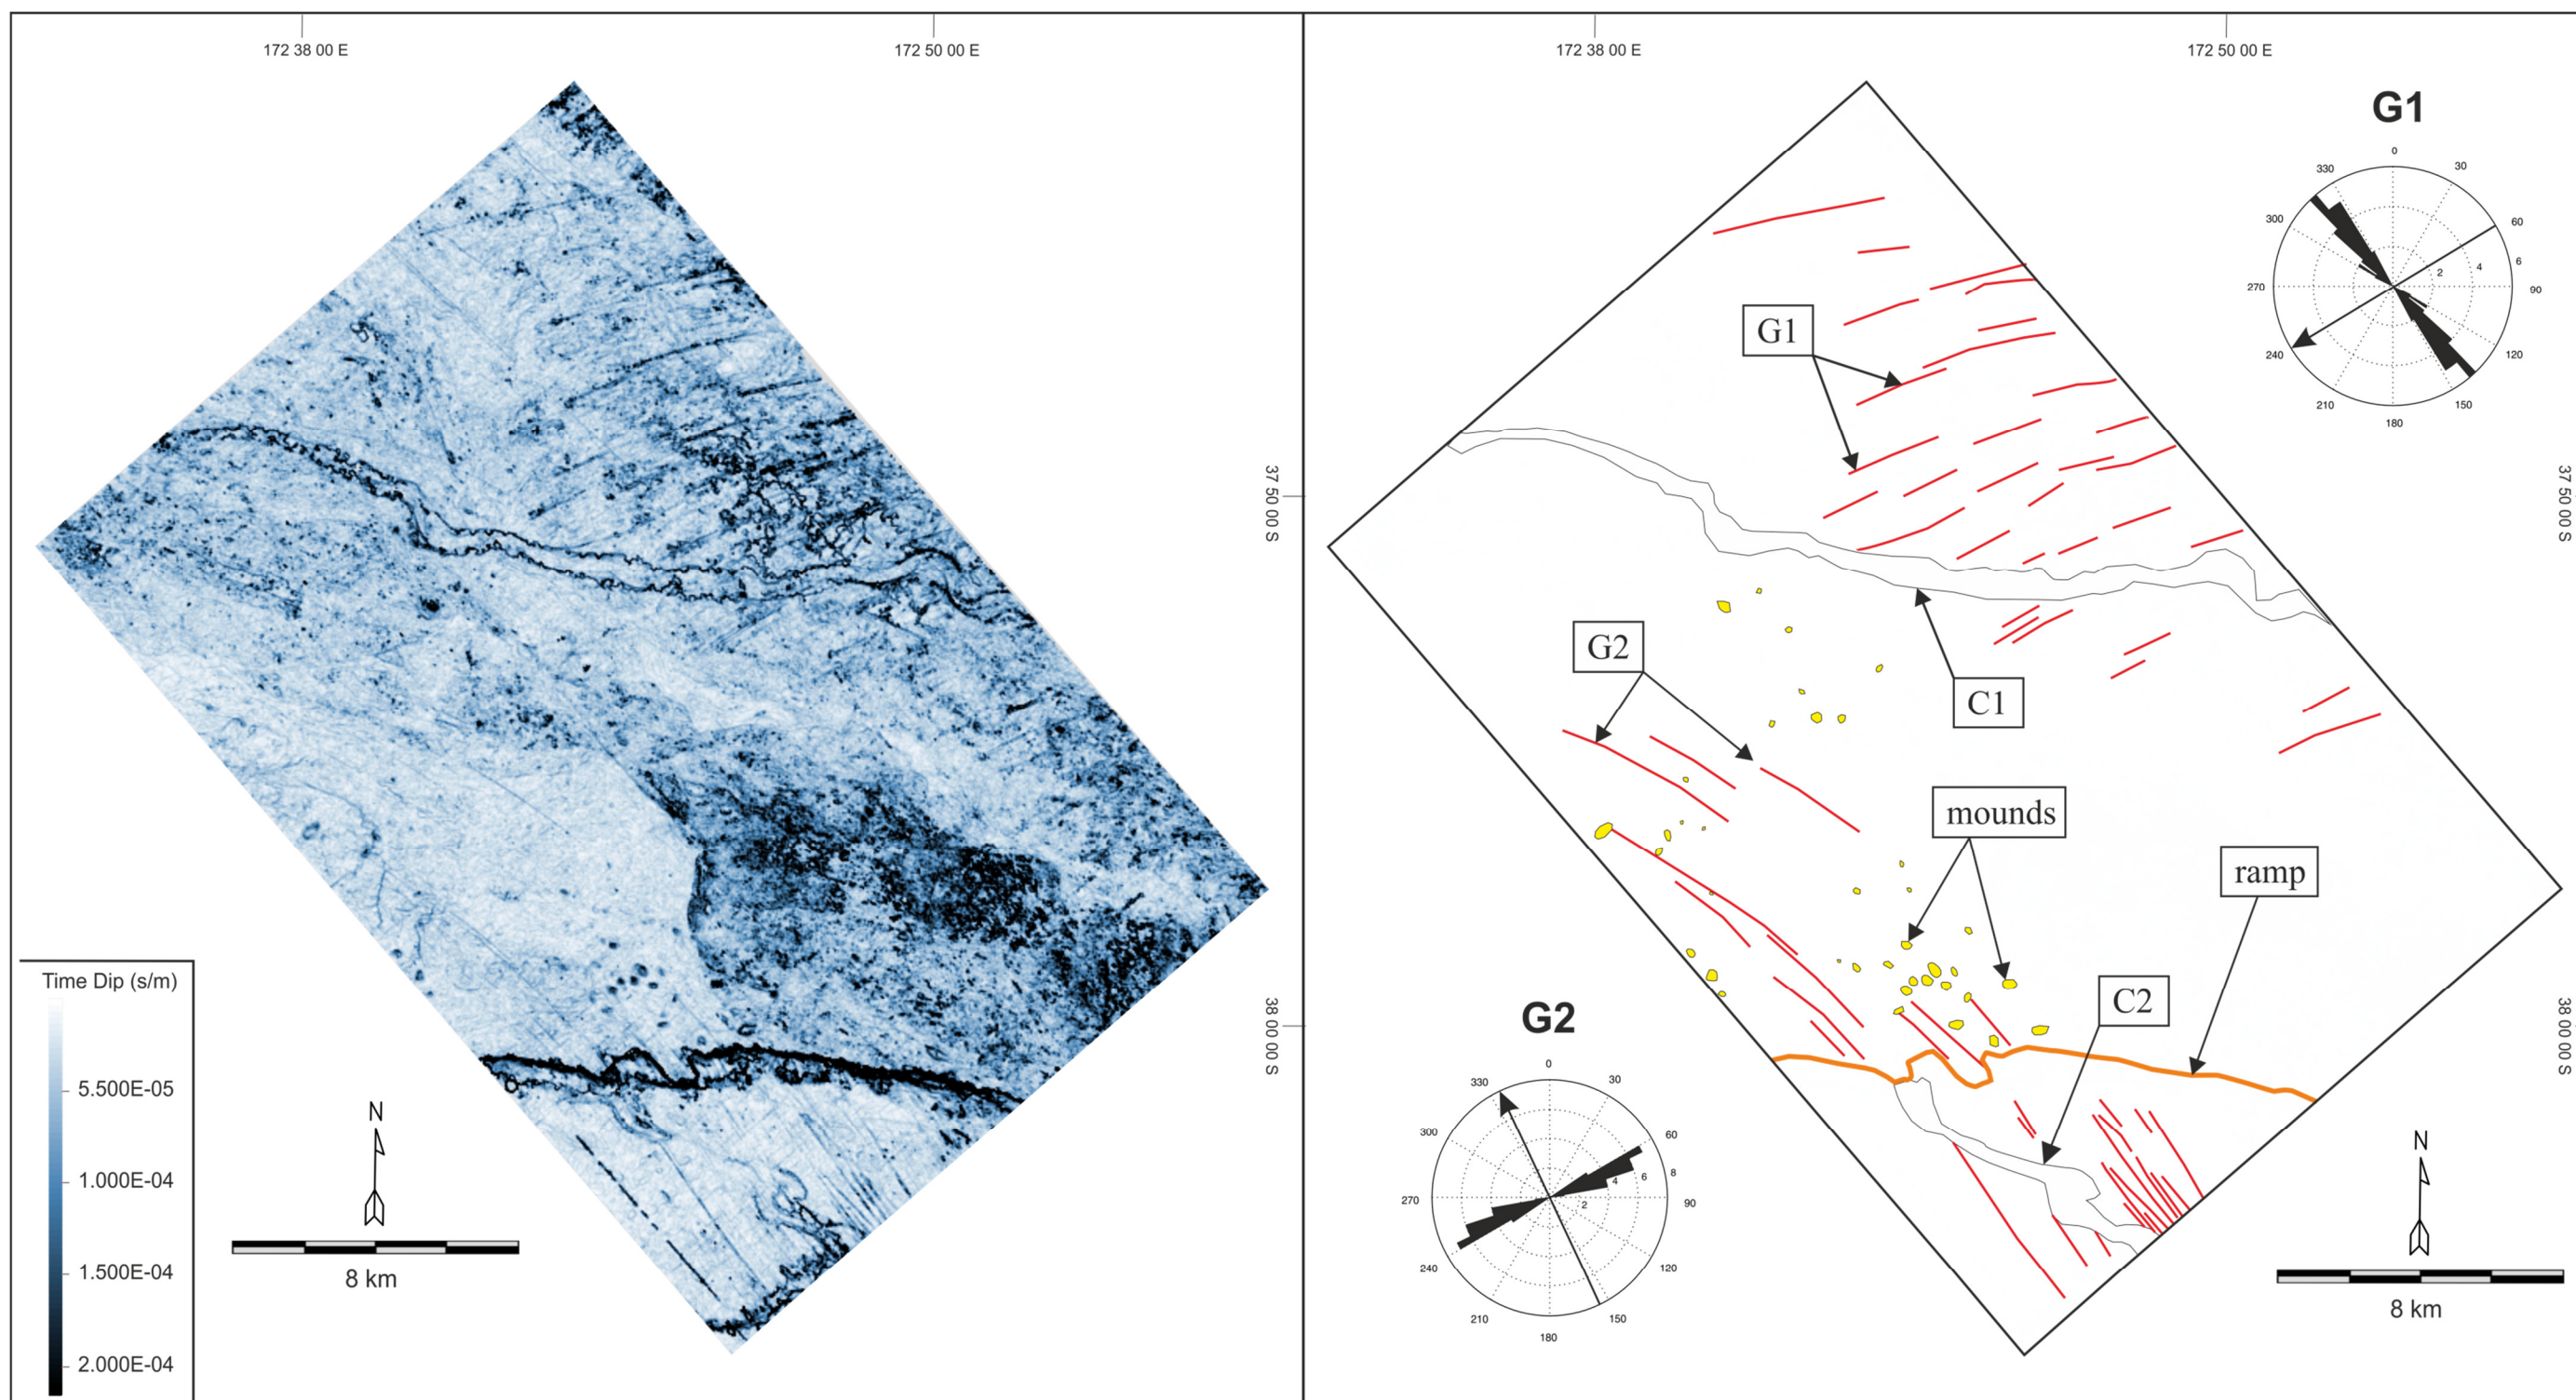 172 38 00 E
172 50 00 E
37 50 00 S
38 00 00 S
Time Dip (s/m)
5.500E-05
1.000E-04
1.500E-04
2.000E-04
N
8 km
172 38 00 E
172 50 00 E
37 50 00 S
38 00 00 S
G1
0
30
60
90
120
150
180
210
240
270
300
330
2
4
6
G1
G2
C1
mounds
ramp
C2
G2
0
30
60
90
120
150
180
210
240
270
300
330
2
4
6
8
N
8 km